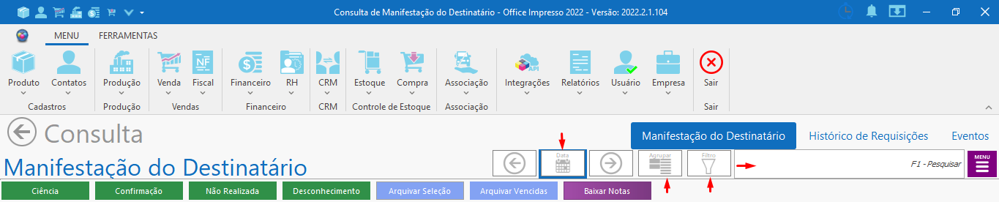 Consulta de Manifestação do Destinatário - Office Impresso 2022 - Versão: 2022.2.1.104
MENU FERRAMENTAS
NF API
Produto Contatos Produção Venda Fiscal Financeiro RH CRM Estoque Compra Associação Integrações Relatórios Usuário Empresa Sair
Cadastros Produção Vendas Financeiro CRM Controle de Estoque Associação Sair
Consulta
Manifestação do Destinatário Histórico de Requisições Eventos
Manifestação do Destinatário
Data Agrupar Filtro F1 - Pesquisar MENU
Ciência Confirmação Não Realizada Desconhecimento Arquivar Seleção Arquivar Vencidas Baixar Notas